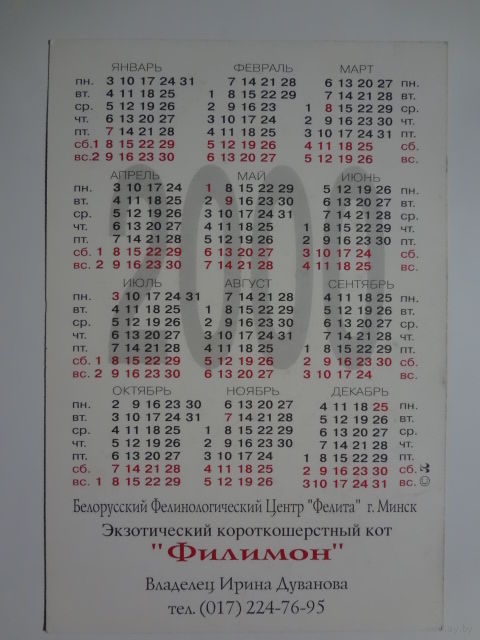 ЯНВАРЬ ФЕВРАЛЬ МАРТ
пн. 3 10 17 24 31 7 14 21 28 6 13 20 27 пн.
вт. 4 11 18 25 1 8 15 22 29 7 14 21 28 вт.
ср. 5 12 19 26 2 9 16 23 1 8 15 22 29 ср.
чт. 6 13 20 27 3 10 17 24 2 9 16 23 30 чт.
пт. 7 14 21 28 4 11 18 25 3 10 17 24 31 пт.
сб. 1 8 15 22 29 5 12 19 26 4 11 18 25 сб.
вс. 2 9 16 23 30 6 13 20 27 5 12 19 26 вс.
2000
АПРЕЛЬ МАЙ ИЮНЬ
пн. 3 10 17 24 1 8 15 22 29 5 12 19 26 пн.
вт. 4 11 18 25 2 9 16 23 30 6 13 20 27 вт.
ср. 5 12 19 26 3 10 17 24 31 7 14 21 28 ср.
чт. 6 13 20 27 4 11 18 25 1 8 15 22 29 чт.
пт. 7 14 21 28 5 12 19 26 2 9 16 23 30 пт.
сб. 1 8 15 22 29 6 13 20 27 3 10 17 24 сб.
вс. 2 9 16 23 30 7 14 21 28 4 11 18 25 вс.
ИЮЛЬ АВГУСТ СЕНТЯБРЬ
пн. 3 10 17 24 31 7 14 21 28 4 11 18 25 пн.
вт. 4 11 18 25 1 8 15 22 29 5 12 19 26 вт.
ср. 5 12 19 26 2 9 16 23 30 6 13 20 27 ср.
чт. 6 13 20 27 3 10 17 24 31 7 14 21 28 чт.
пт. 7 14 21 28 4 11 18 25 1 8 15 22 29 пт.
сб. 1 8 15 22 29 5 12 19 26 2 9 16 23 30 сб.
вс. 2 9 16 23 30 6 13 20 27 3 10 17 24 вс.
ОКТЯБРЬ НОЯБРЬ ДЕКАБРЬ
пн. 2 9 16 23 30 6 13 20 27 4 11 18 25 пн.
вт. 3 10 17 24 31 7 14 21 28 5 12 19 26 вт.
ср. 4 11 18 25 1 8 15 22 29 6 13 20 27 ср.
чт. 5 12 19 26 2 9 16 23 30 7 14 21 28 чт.
пт. 6 13 20 27 3 10 17 24 1 8 15 22 29 пт.
сб. 7 14 21 28 4 11 18 25 2 9 16 23 30 сб.
вс. 1 8 15 22 29 5 12 19 26 3 10 17 24 31 вс.
Белорусский Фелинологический Центр "Фелита" г. Минск
Экзотический короткошерстный кот
"Филимон"
Владелец Ирина Дуванова
тел. (017) 224-76-95